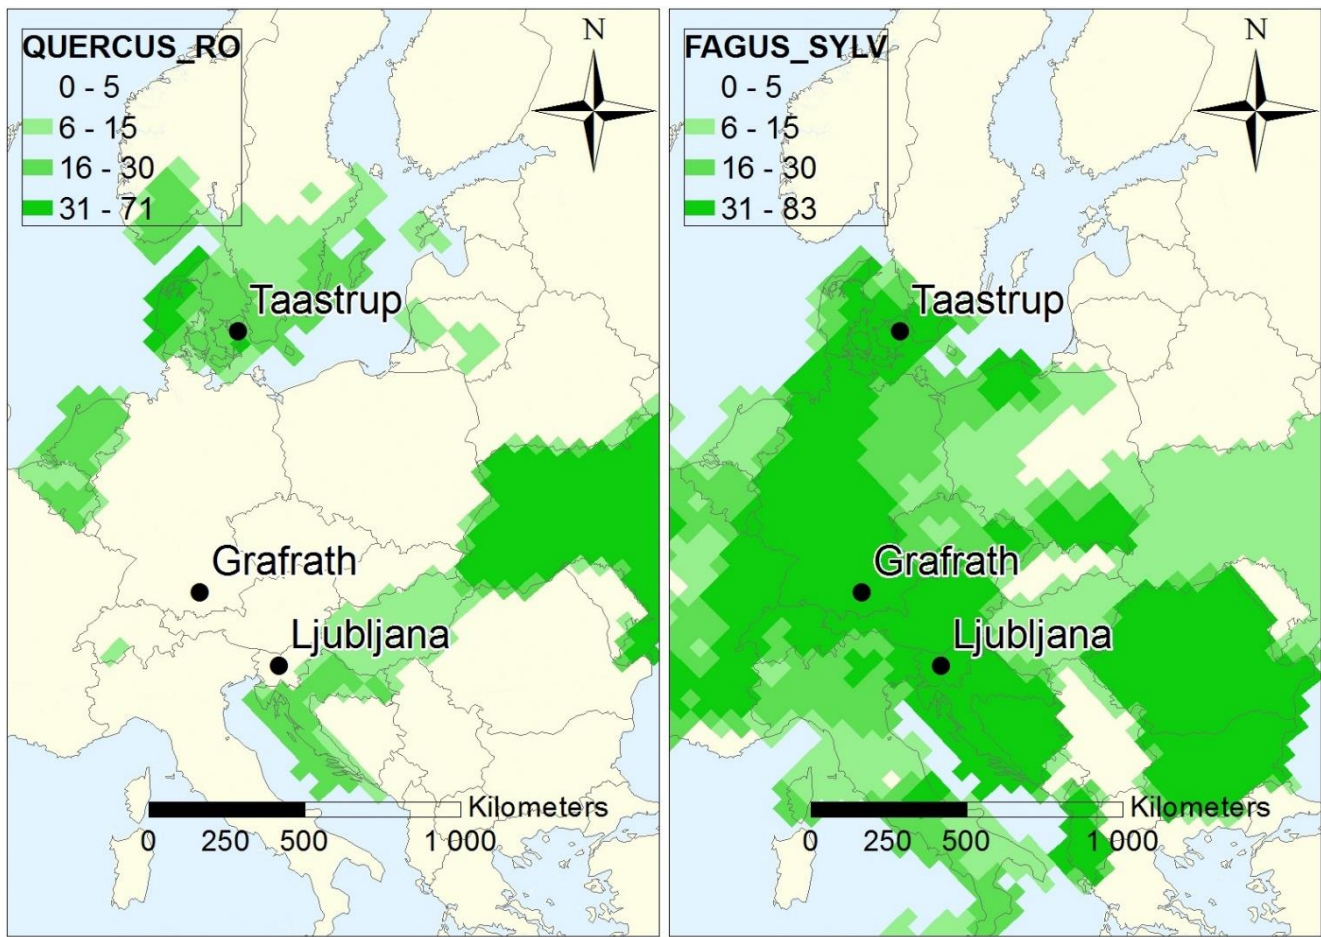 QUERCUS_RO
0 - 5
6 - 15
16 - 30
31 - 71
N
Taastrup
Grafrath
Ljubljana
Kilometers
0 250 500 1 000
FAGUS_SYLV
0 - 5
6 - 15
16 - 30
31 - 83
N
Taastrup
Grafrath
Ljubljana
Kilometers
0 250 500 1 000